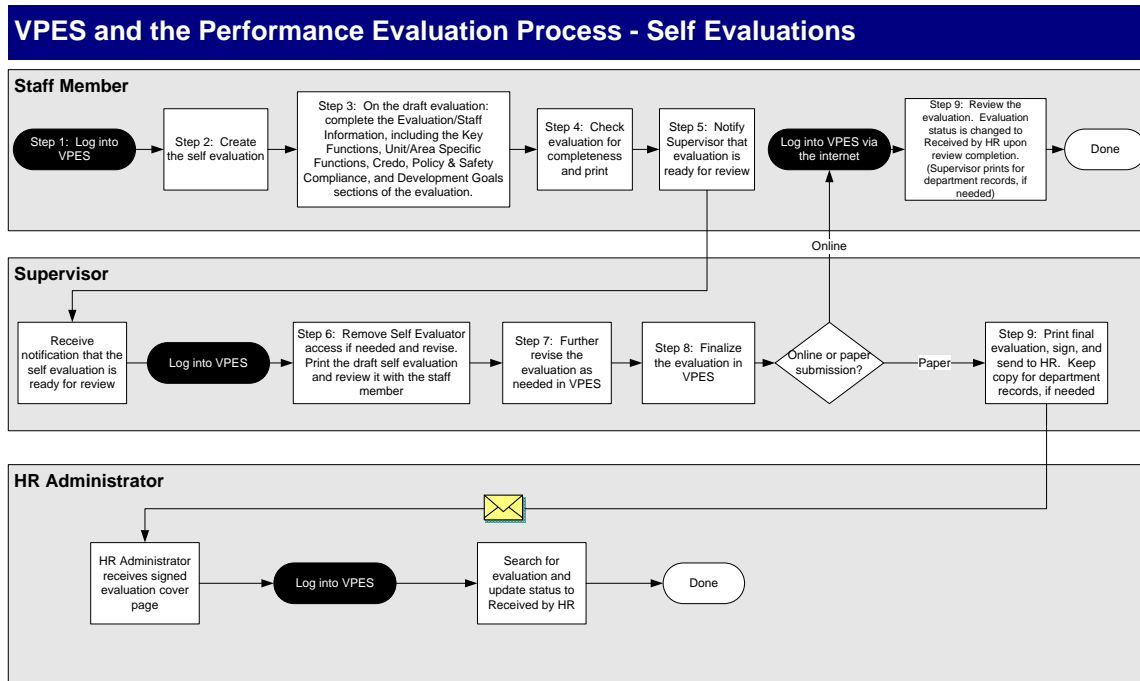 VPES and the Performance Evaluation Process - Self Evaluations
Staff Member
Step 1:  Log into
VPES
Step 2:  Create
the self evaluation
Step 3:  On the draft evaluation:
complete the Evaluation/Staff
Information, including the Key
Functions, Unit/Area Specific
Functions, Credo, Policy & Safety
Compliance, and Development Goals
sections of the evaluation.
Step 4:  Check
evaluation for
completeness
and print
Step 5:  Notify
Supervisor that
evaluation is
ready for review
Log into VPES via
the internet
Step 9:  Review the
evaluation.  Evaluation
status is changed to
Received by HR upon
review completion.
(Supervisor prints for
department records, if
needed)
Done
Online
Supervisor
Receive
notification that the
self evaluation is
ready for review
Log into VPES
Step 6:  Remove Self Evaluator
access if needed and revise.
Print the draft self evaluation
and review it with the staff
member
Step 7:  Further
revise the
evaluation as
needed in VPES
Step 8:  Finalize
the evaluation in
VPES
Online or paper
submission?
Paper
Step 9:  Print final
evaluation, sign, and
send to HR.  Keep
copy for department
records, if needed
HR Administrator
HR Administrator
receives signed
evaluation cover
page
Log into VPES
Search for
evaluation and
update status to
Received by HR
Done